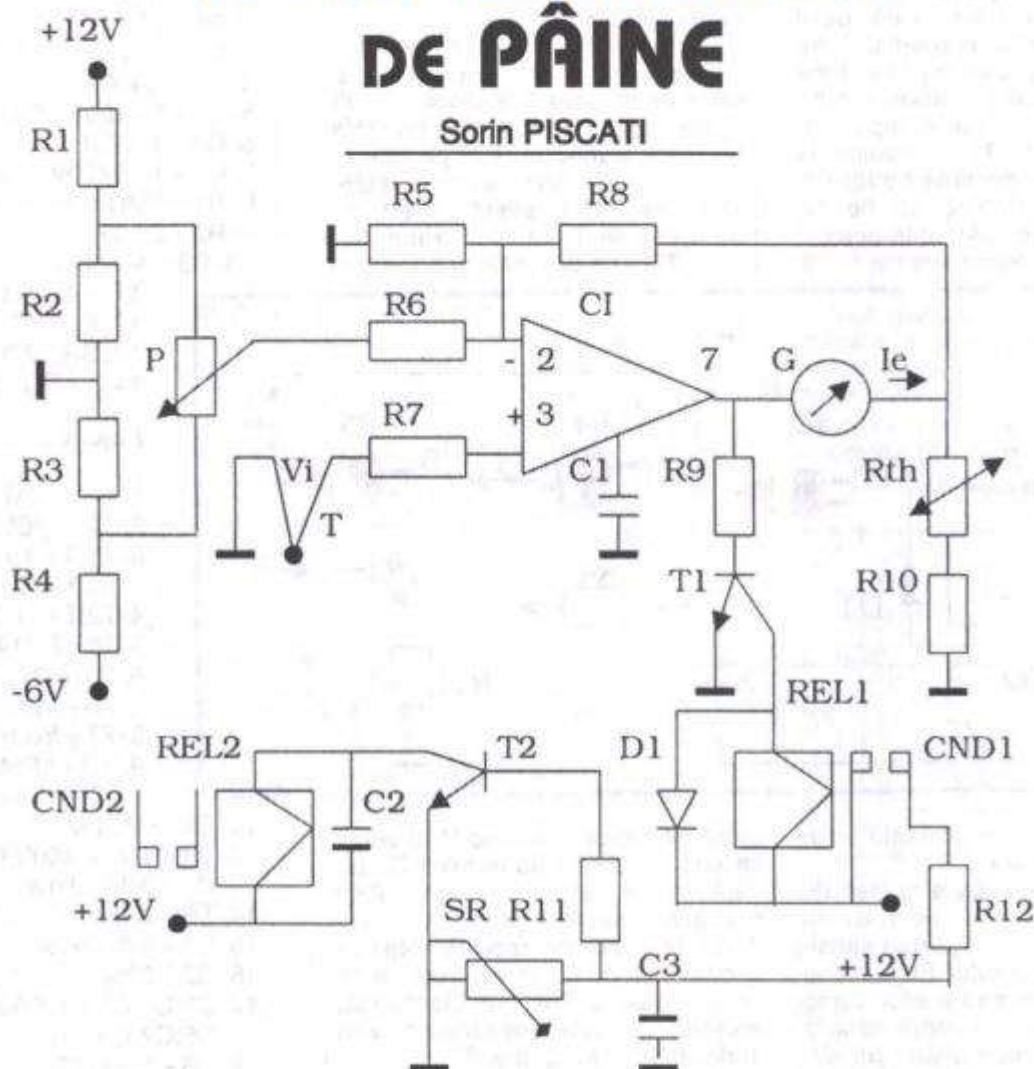 DE PÂINE
Sorin PISCATI
+12V
R1
R5
R8
R2
R6
CI
P
- 2
7
G
Ie
+ 3
R3
R7
Vi
C1
R9
Rth
T
R4
T1
R10
-6V
REL1
REL2
T2
D1
CND1
CND2
C2
+12V
SR
R11
R12
C3
+12V